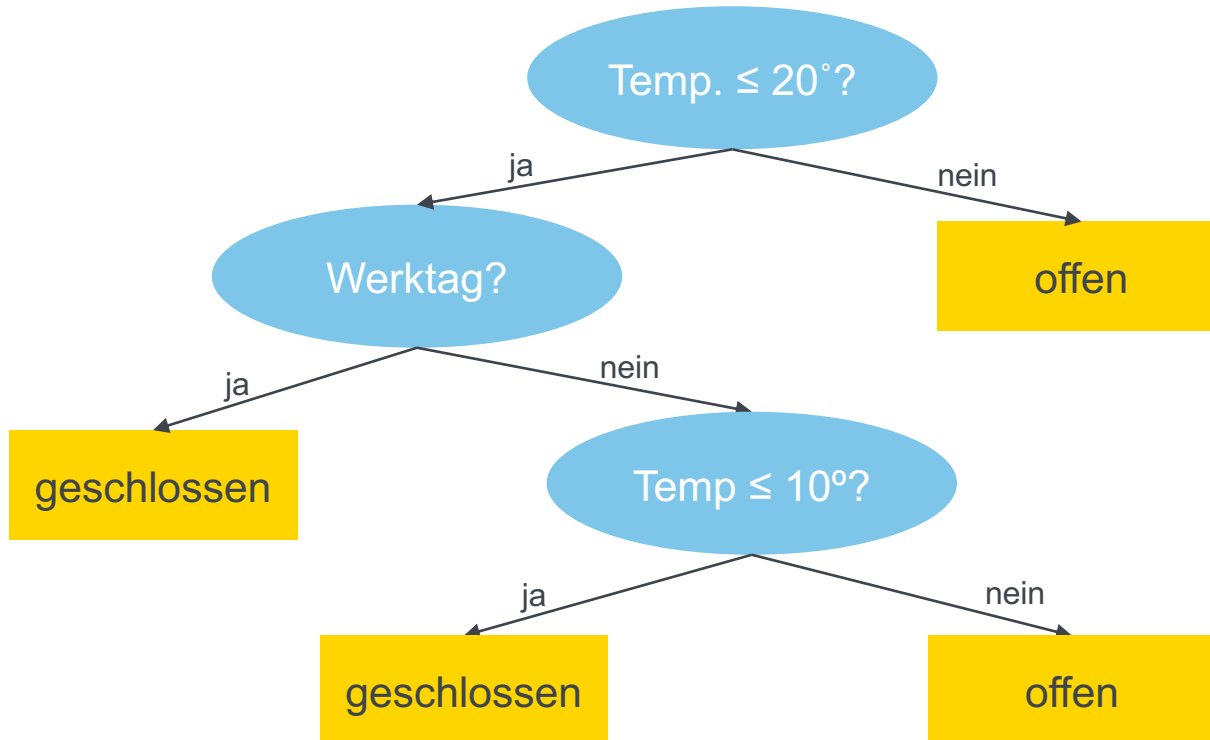 Temp. ≤ 20˚?
ja
nein
Werktag?
offen
ja
nein
geschlossen
Temp ≤ 10º?
ja
nein
geschlossen
offen